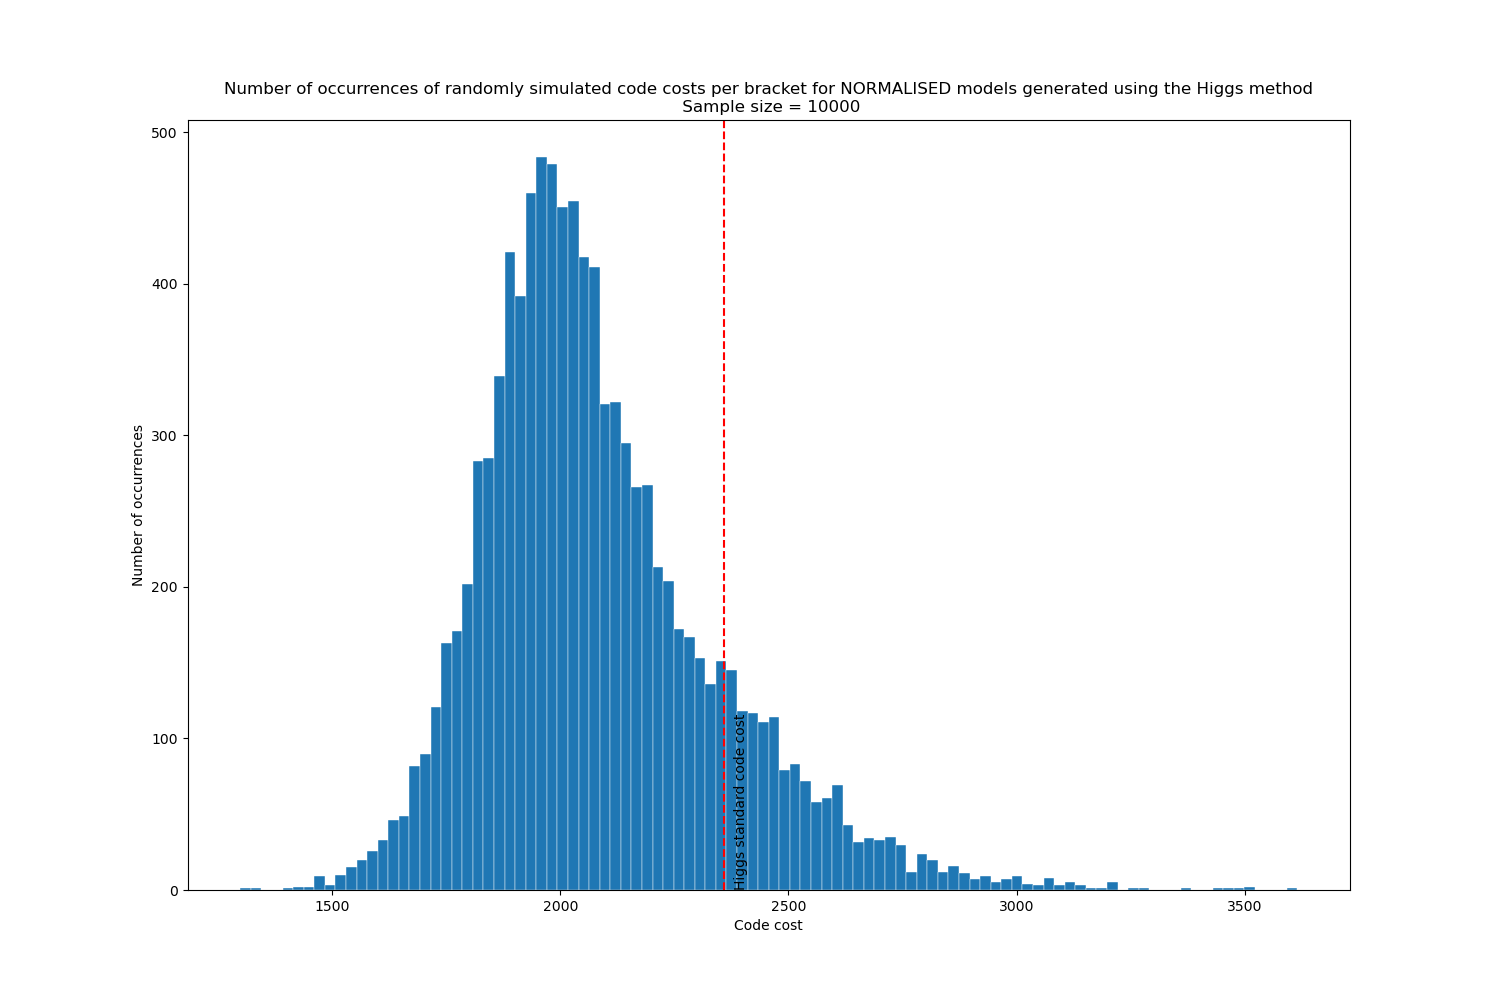 Number of occurrences of randomly simulated code costs per bracket for NORMALISED models generated using the Higgs method
Sample size = 10000
500
400
300
200
100
0
Number of occurrences
Higgs standard code cost
1500
2000
2500
3000
3500
Code cost